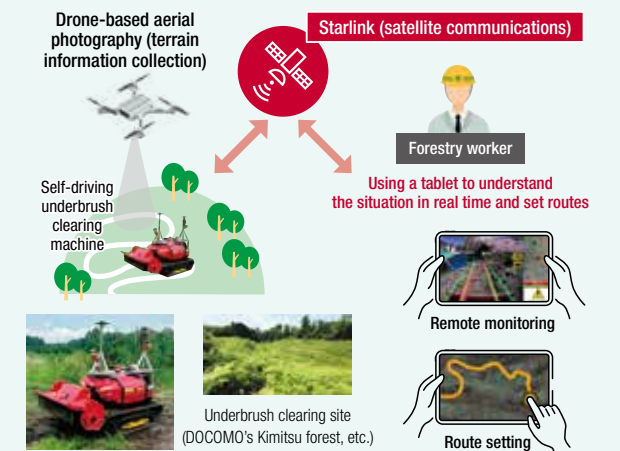 Drone-based aerial
photography (terrain
information collection)
Starlink (satellite communications)
Forestry worker
Using a tablet to understand
the situation in real time and set routes
Self-driving
underbrush
clearing
machine
Remote monitoring
Underbrush clearing site
(DOCOMO's Kimitsu forest, etc.)
Route setting